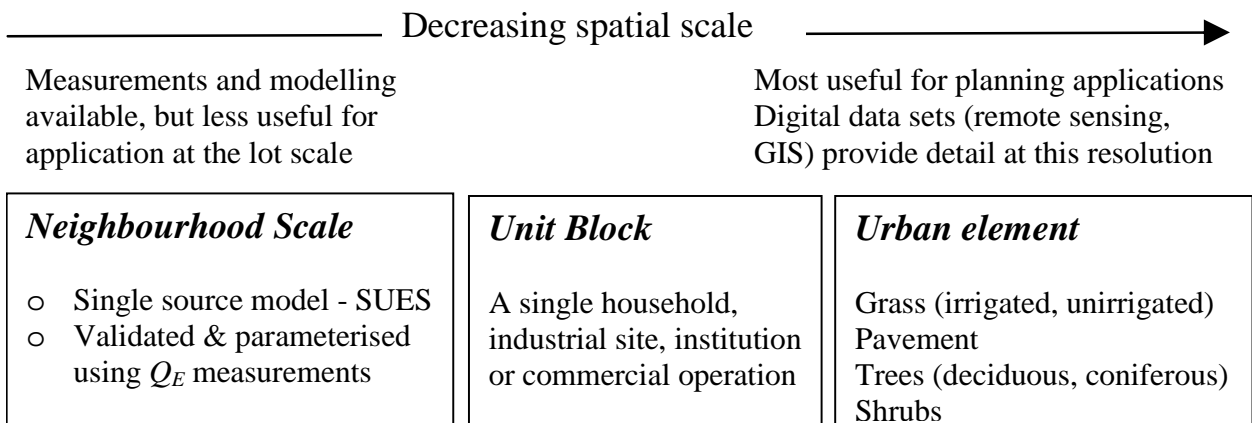 Decreasing spatial scale
Measurements and modelling
available, but less useful for
application at the lot scale
Most useful for planning applications
Digital data sets (remote sensing,
GIS) provide detail at this resolution
Neighbourhood Scale
o Single source model - SUES
o Validated & parameterised
using QE measurements
Unit Block
A single household,
industrial site, institution
or commercial operation
Urban element
Grass (irrigated, unirrigated)
Pavement
Trees (deciduous, coniferous)
Shrubs